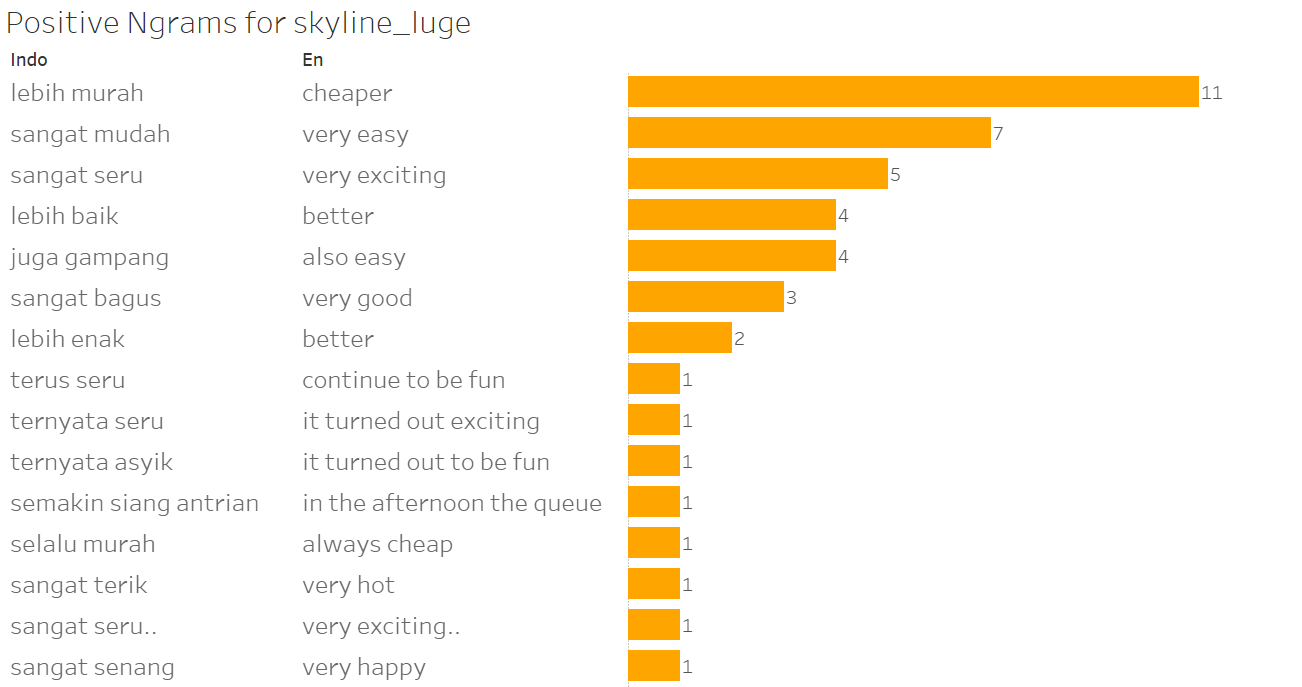 Positive Ngrams for skyline_luge
Indo En
lebih murah cheaper 11
sangat mudah very easy 7
sangat seru very exciting 5
lebih baik better 4
juga gampang also easy 4
sangat bagus very good 3
lebih enak better 2
terus seru continue to be fun 1
ternyata seru it turned out exciting 1
ternyata asyik it turned out to be fun 1
semakin siang antrian in the afternoon the queue 1
selalu murah always cheap 1
sangat terik very hot 1
sangat seru.. very exciting.. 1
sangat senang very happy 1